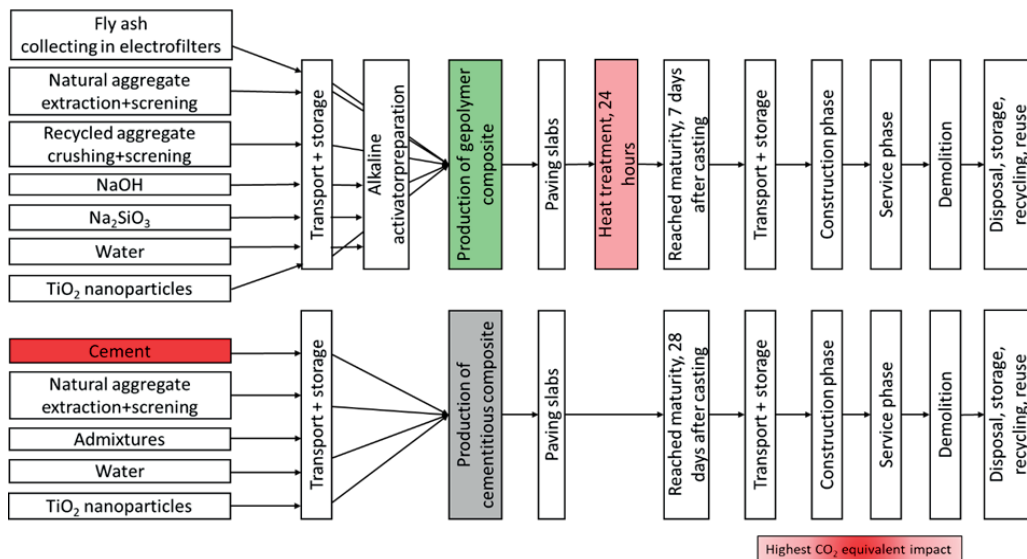 Fly ash
collecting in electrofilters
Natural aggregate
extraction+screning
Recycled aggregate
crushing+screning
NaOH
Na₂SiO₃
Water
TiO₂ nanoparticles
Transport + storage
Alkaline
activatorpreparation
Production of gepolymer
composite
Paving slabs
Heat treatment, 24
hours
Reached maturity, 7 days
after casting
Transport + storage
Construction phase
Service phase
Demolition
Disposal, storage,
recycling, reuse
Cement
Natural aggregate
extraction+screning
Admixtures
Water
TiO₂ nanoparticles
Transport + storage
Production of
cementitious composite
Paving slabs
Reached maturity, 28
days after casting
Transport + storage
Construction phase
Service phase
Demolition
Disposal, storage,
recycling, reuse
Highest CO₂ equivalent impact